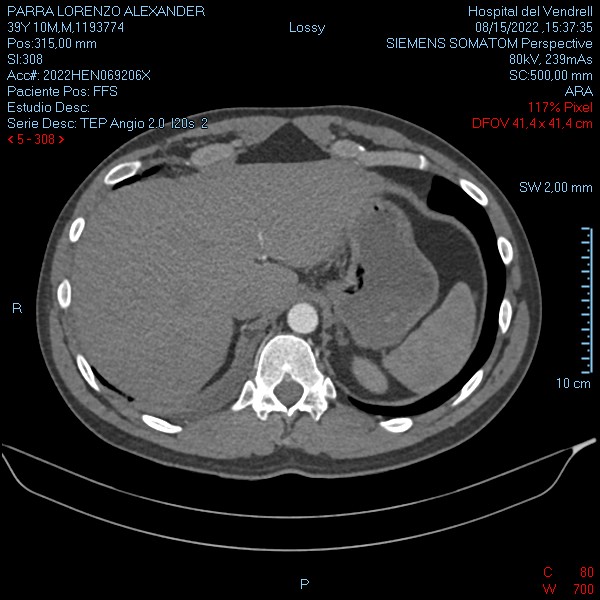 PARRA LORENZO ALEXANDER
39Y 10M,M,1193774
Pos:315,00 mm
SI:308
Acc#: 2022HEN069206X
Paciente Pos: FFS
Estudio Desc:
Serie Desc: TEP Angio 2.0 I20s 2
< 5 - 308 >
Lossy
Hospital del Vendrell
08/15/2022 ,15:37:35
SIEMENS SOMATOM Perspective
80kV, 239mAs
SC:500,00 mm
ARA
117% Pixel
DFOV 41,4 x 41,4 cm
SW 2,00 mm
R
10 cm
P
C 80
W 700